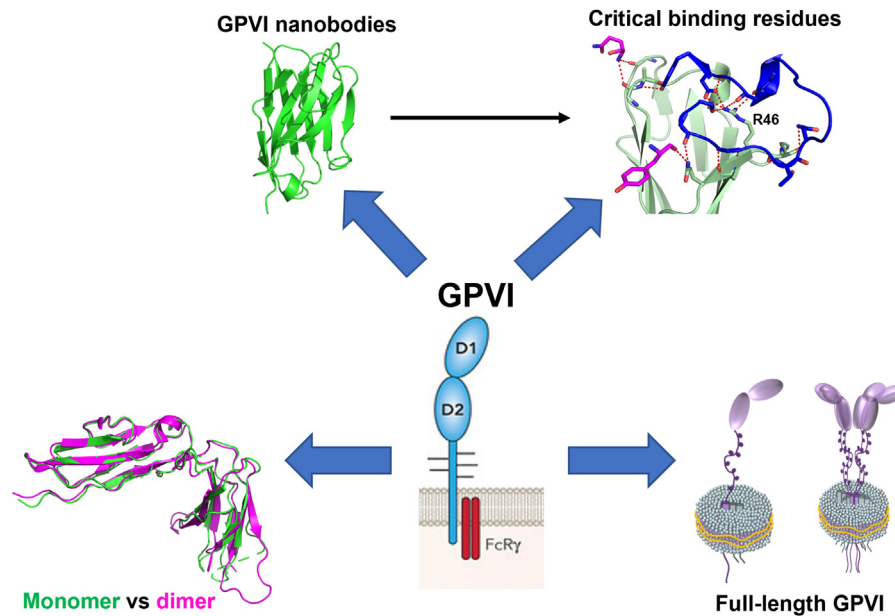 GPVI nanobodies
Critical binding residues
R46
GPVI
D1
D2
FcRγ
Monomer vs dimer
Full-length GPVI